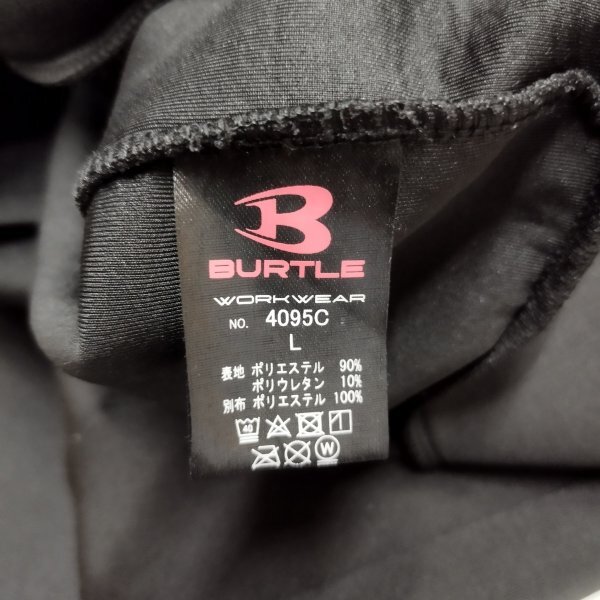 BURTLE
WORKWEAR
NO. 4095C
L
表地 ポリエステル 90%
ポリウレタン 10%
別布 ポリエステル 100%
40
W